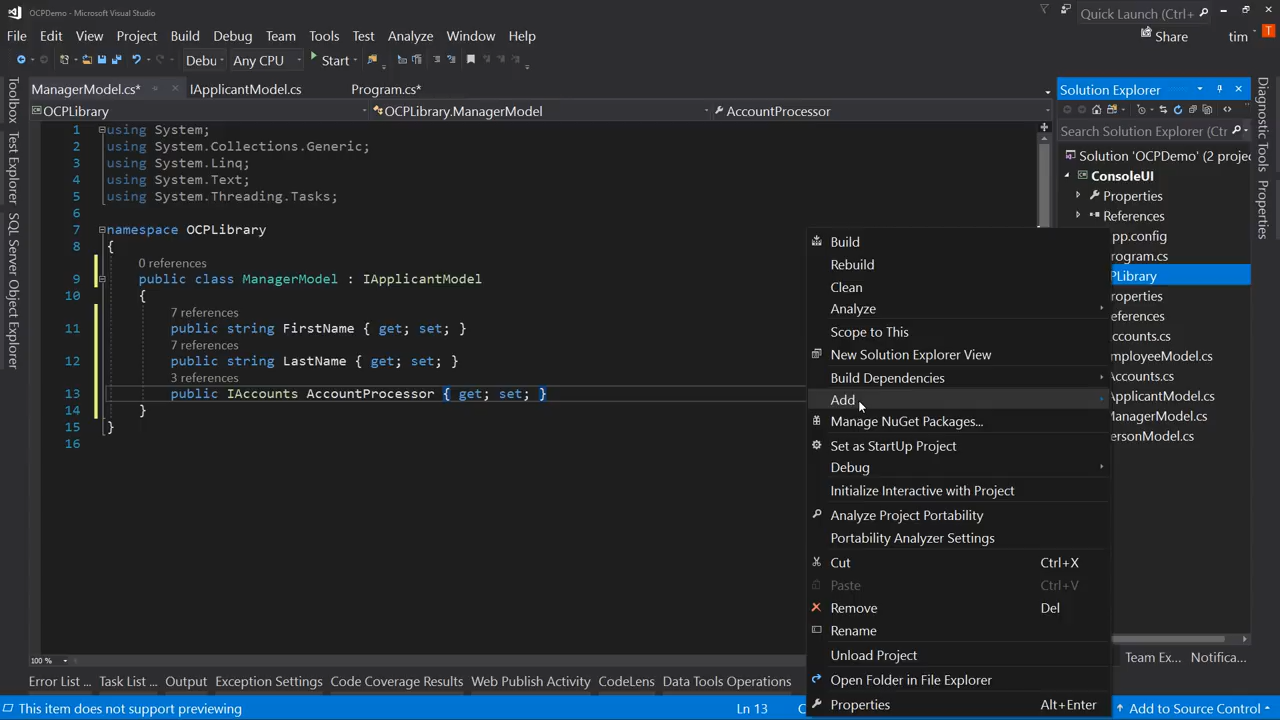 OCPDemo - Microsoft Visual Studio
Quick Launch (Ctrl+
File Edit View Project Build Debug Team Tools Test Analyze Window Help
Share tim T
Debu Any CPU Start
ManagerModel.cs* IApplicantModel.cs Program.cs*
OCPLibrary OCPLibrary.ManagerModel AccountProcessor
Toolbox
Test Explorer
SQL Server Object Explorer
1 using System;
2 using System.Collections.Generic;
3 using System.Linq;
4 using System.Text;
5 using System.Threading.Tasks;
6
7 namespace OCPLibrary
8 {
0 references
9 public class ManagerModel : IApplicantModel
10 {
7 references
11 public string FirstName { get; set; }
7 references
12 public string LastName { get; set; }
3 references
13 public IAccounts AccountProcessor { get; set; }
14 }
15 }
16
Build
Rebuild
Clean
Analyze
Scope to This
New Solution Explorer View
Build Dependencies
Add
Manage NuGet Packages...
Set as StartUp Project
Debug
Initialize Interactive with Project
Analyze Project Portability
Portability Analyzer Settings
Cut Ctrl+X
Paste Ctrl+V
Remove Del
Rename
Unload Project
Open Folder in File Explorer
Properties Alt+Enter
Solution Explorer
Search Solution Explorer (Ctrl
Solution 'OCPDemo' (2 projec
ConsoleUI
Properties
References
pp.config
rogram.cs
PLibrary
roperties
eferences
ccounts.cs
mployeeModel.cs
Accounts.cs
ApplicantModel.cs
ManagerModel.cs
ersonModel.cs
Team Ex... Notifica...
Diagnostic Tools
Properties
100 %
Error List ... Task List ... Output Exception Settings Code Coverage Results Web Publish Activity CodeLens Data Tools Operations
This item does not support previewing Ln 13 Add to Source Control